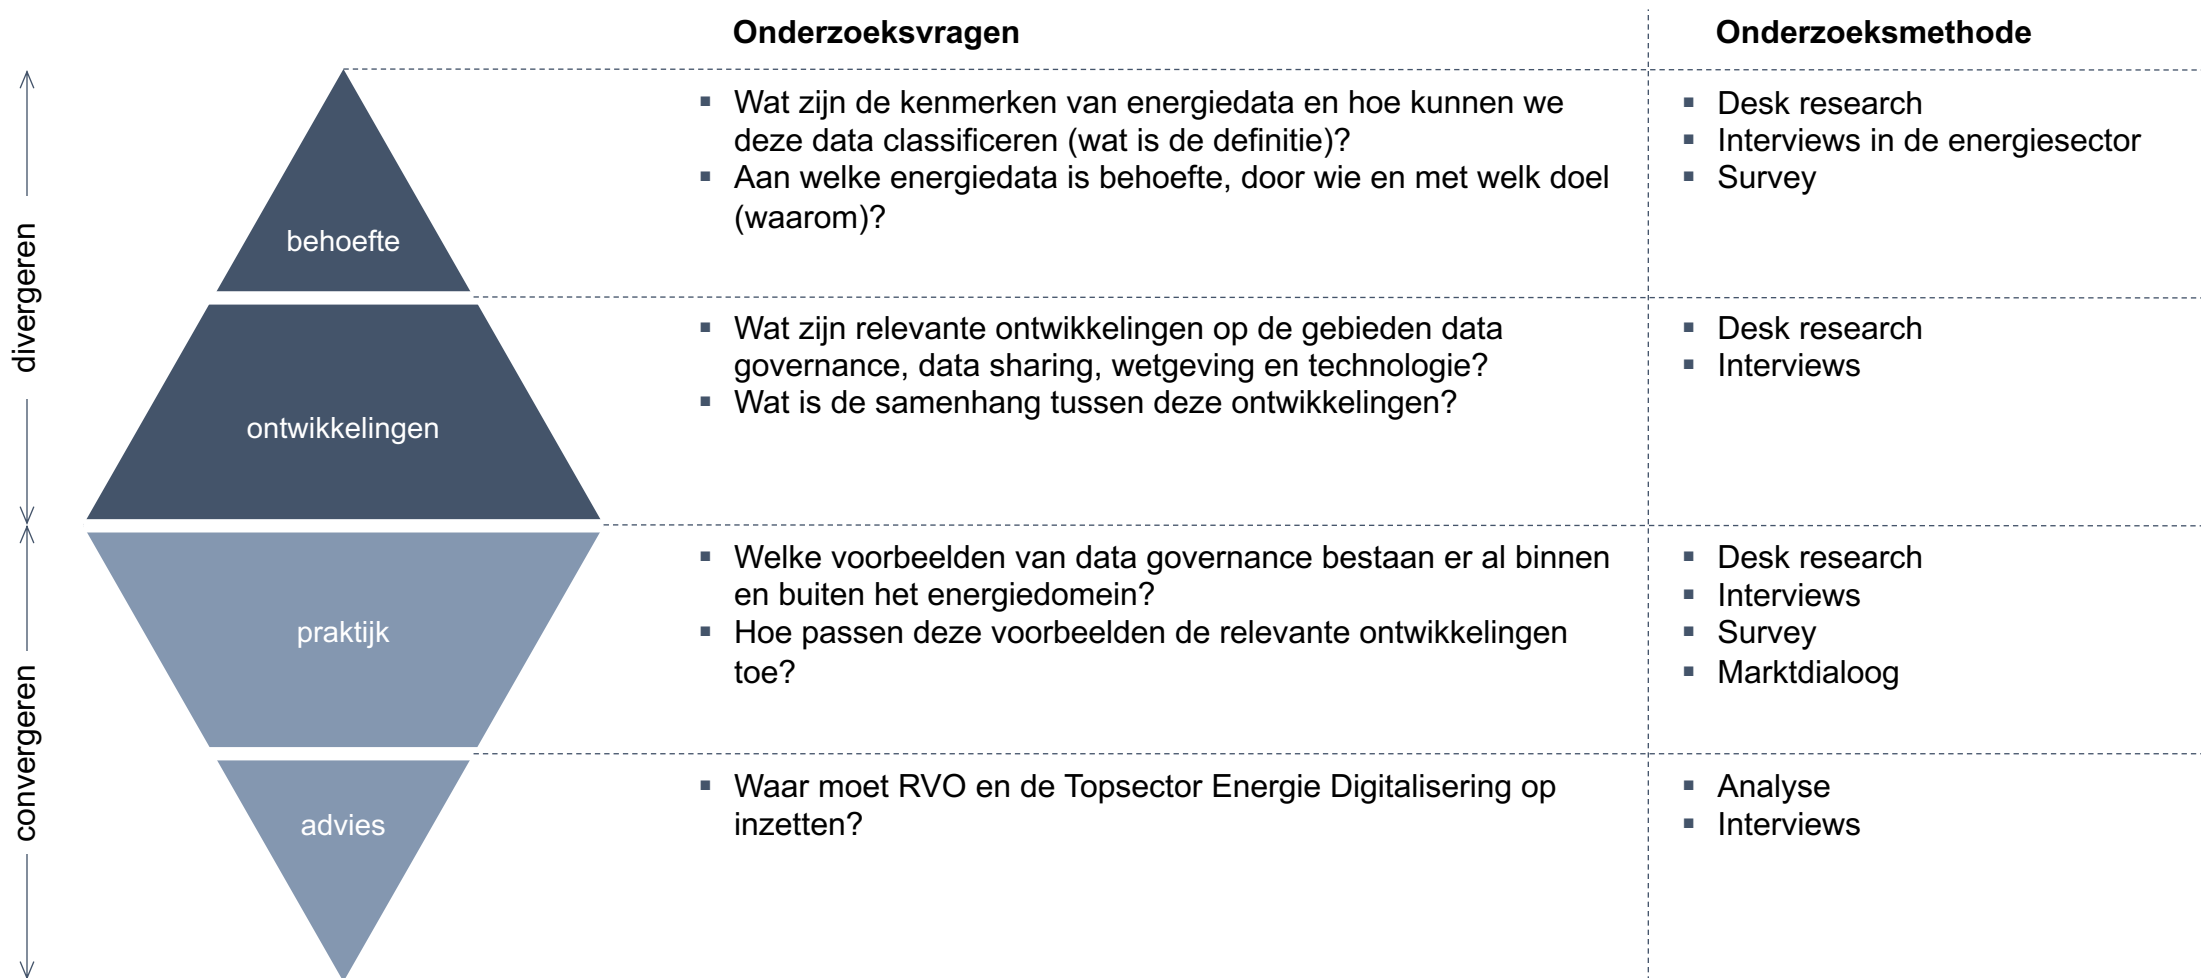 Onderzoeksvragen
Onderzoeksmethode
divergeren
behoefte
▪ Wat zijn de kenmerken van energiedata en hoe kunnen we
deze data classificeren (wat is de definitie)?
▪ Aan welke energiedata is behoefte, door wie en met welk doel
(waarom)?
▪ Desk research
▪ Interviews in de energiesector
▪ Survey
ontwikkelingen
▪ Wat zijn relevante ontwikkelingen op de gebieden data
governance, data sharing, wetgeving en technologie?
▪ Wat is de samenhang tussen deze ontwikkelingen?
▪ Desk research
▪ Interviews
convergeren
praktijk
▪ Welke voorbeelden van data governance bestaan er al binnen
en buiten het energiedomein?
▪ Hoe passen deze voorbeelden de relevante ontwikkelingen
toe?
▪ Desk research
▪ Interviews
▪ Survey
▪ Marktdialoog
advies
▪ Waar moet RVO en de Topsector Energie Digitalisering op
inzetten?
▪ Analyse
▪ Interviews